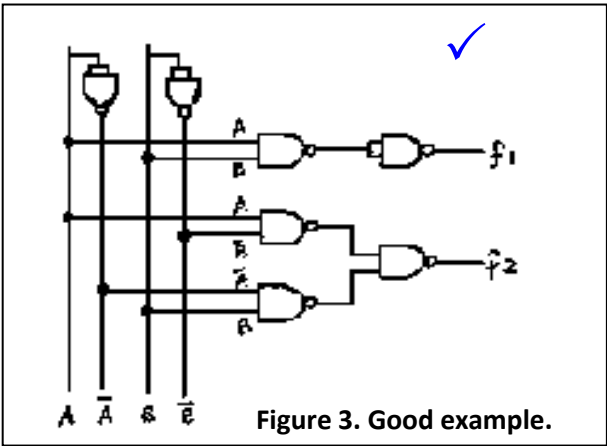 A
B
f1
A
B̅
f2
A̅
B
A A̅ B B̅
Figure 3. Good example.